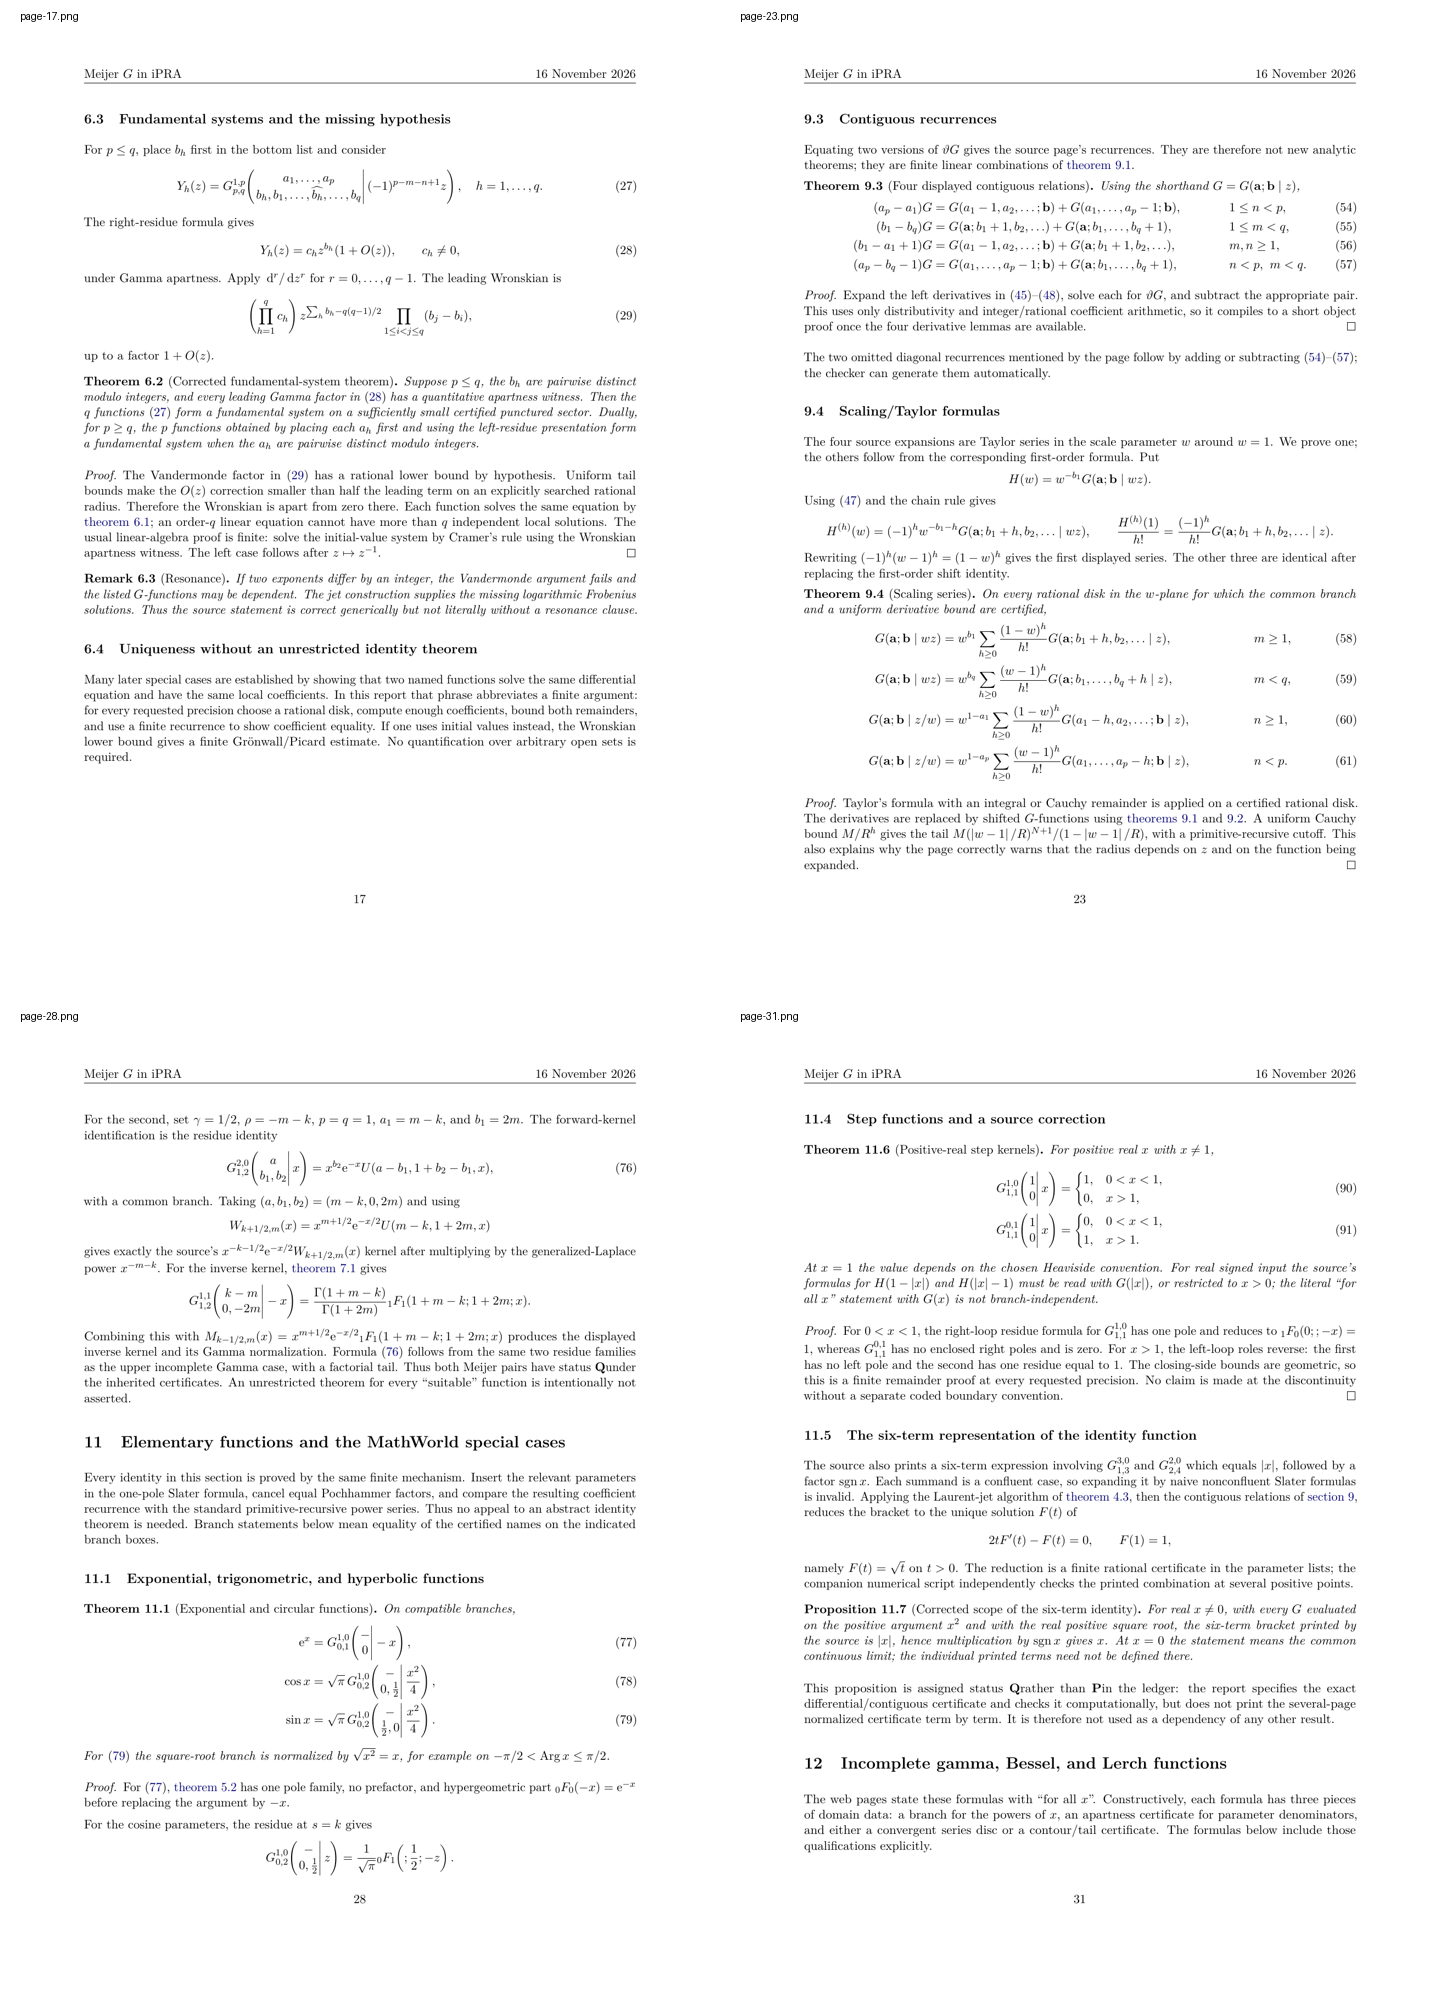 page-17.png
Meijer G in iPRA 16 November 2026
6.3 Fundamental systems and the missing hypothesis
For p ≤ q, place b_h first in the bottom list and consider
Y_h(z) = G^{1,p}_{p,q}( a_1, …, a_p ; b_h, b_1, …, \widehat{b_h}, …, b_q | (−1)^{p−m−n+1} z ), h = 1, …, q. (27)
The right-residue formula gives
Y_h(z) = c_h z^{b_h}(1 + O(z)), c_h ≠ 0, (28)
under Gamma apartness. Apply d^r/ dz^r for r = 0, …, q − 1. The leading Wronskian is
( ∏_{h=1}^{q} c_h ) z^{∑_h b_h−q(q−1)/2} ∏_{1≤i<j≤q} (b_j − b_i), (29)
up to a factor 1 + O(z).
Theorem 6.2 (Corrected fundamental-system theorem). Suppose p ≤ q, the b_h are pairwise distinct
modulo integers, and every leading Gamma factor in (28) has a quantitative apartness witness. Then the
q functions (27) form a fundamental system on a sufficiently small certified punctured sector. Dually,
for p ≥ q, the p functions obtained by placing each a_h first and using the left-residue presentation form
a fundamental system when the a_h are pairwise distinct modulo integers.
Proof. The Vandermonde factor in (29) has a rational lower bound by hypothesis. Uniform tail
bounds make the O(z) correction smaller than half the leading term on an explicitly searched rational
radius. Therefore the Wronskian is apart from zero there. Each function solves the same equation by
theorem 6.1; an order-q linear equation cannot have more than q independent local solutions. The
usual linear-algebra proof is finite: solve the initial-value system by Cramer's rule using the Wronskian
apartness witness. The left case follows after z ↦ z^{−1}. □
Remark 6.3 (Resonance). If two exponents differ by an integer, the Vandermonde argument fails and
the listed G-functions may be dependent. The jet construction supplies the missing logarithmic Frobenius
solutions. Thus the source statement is correct generically but not literally without a resonance clause.
6.4 Uniqueness without an unrestricted identity theorem
Many later special cases are established by showing that two named functions solve the same differential
equation and have the same local coefficients. In this report that phrase abbreviates a finite argument:
for every requested precision choose a rational disk, compute enough coefficients, bound both remainders,
and use a finite recurrence to show coefficient equality. If one uses initial values instead, the Wronskian
lower bound gives a finite Grönwall/Picard estimate. No quantification over arbitrary open sets is
required.
17
page-23.png
Meijer G in iPRA 16 November 2026
9.3 Contiguous recurrences
Equating two versions of ϑG gives the source page's recurrences. They are therefore not new analytic
theorems; they are finite linear combinations of theorem 9.1.
Theorem 9.3 (Four displayed contiguous relations). Using the shorthand G = G(a; b | z),
(a_p − a_1)G = G(a_1 − 1, a_2, …; b) + G(a_1, …, a_p − 1; b), 1 ≤ n < p, (54)
(b_1 − b_q)G = G(a; b_1 + 1, b_2, …) + G(a; b_1, …, b_q + 1), 1 ≤ m < q, (55)
(b_1 − a_1 + 1)G = G(a_1 − 1, a_2, …; b) + G(a; b_1 + 1, b_2, …), m, n ≥ 1, (56)
(a_p − b_q − 1)G = G(a_1, …, a_p − 1; b) + G(a; b_1, …, b_q + 1), n < p, m < q. (57)
Proof. Expand the left derivatives in (45)–(48), solve each for ϑG, and subtract the appropriate pair.
This uses only distributivity and integer/rational coefficient arithmetic, so it compiles to a short object
proof once the four derivative lemmas are available. □
The two omitted diagonal recurrences mentioned by the page follow by adding or subtracting (54)–(57);
the checker can generate them automatically.
9.4 Scaling/Taylor formulas
The four source expansions are Taylor series in the scale parameter w around w = 1. We prove one;
the others follow from the corresponding first-order formula. Put
H(w) = w^{−b_1} G(a; b | wz).
Using (47) and the chain rule gives
H^{(h)}(w) = (−1)^h w^{−b_1−h} G(a; b_1 + h, b_2, … | wz), H^{(h)}(1)/h! = (−1)^h/h! G(a; b_1 + h, b_2, … | z).
Rewriting (−1)^h(w − 1)^h = (1 − w)^h gives the first displayed series. The other three are identical after
replacing the first-order shift identity.
Theorem 9.4 (Scaling series). On every rational disk in the w-plane for which the common branch
and a uniform derivative bound are certified,
G(a; b | wz) = w^{b_1} ∑_{h≥0} (1 − w)^h/h! G(a; b_1 + h, b_2, … | z), m ≥ 1, (58)
G(a; b | wz) = w^{b_q} ∑_{h≥0} (w − 1)^h/h! G(a; b_1, …, b_q + h | z), m < q, (59)
G(a; b | z/w) = w^{1−a_1} ∑_{h≥0} (1 − w)^h/h! G(a_1 − h, a_2, …; b | z), n ≥ 1, (60)
G(a; b | z/w) = w^{1−a_p} ∑_{h≥0} (w − 1)^h/h! G(a_1, …, a_p − h; b | z), n < p. (61)
Proof. Taylor's formula with an integral or Cauchy remainder is applied on a certified rational disk.
The derivatives are replaced by shifted G-functions using theorems 9.1 and 9.2. A uniform Cauchy
bound M/R^h gives the tail M(|w − 1| /R)^{N+1}/(1 − |w − 1| /R), with a primitive-recursive cutoff. This
also explains why the page correctly warns that the radius depends on z and on the function being
expanded. □
23
page-28.png
Meijer G in iPRA 16 November 2026
For the second, set γ = 1/2, ρ = −m − k, p = q = 1, a_1 = m − k, and b_1 = 2m. The forward-kernel
identification is the residue identity
G^{2,0}_{1,2}( a ; b_1, b_2 | x ) = x^{b_2} e^{−x} U(a − b_1, 1 + b_2 − b_1, x), (76)
with a common branch. Taking (a, b_1, b_2) = (m − k, 0, 2m) and using
W_{k+1/2,m}(x) = x^{m+1/2} e^{−x/2} U(m − k, 1 + 2m, x)
gives exactly the source's x^{−k−1/2} e^{−x/2} W_{k+1/2,m}(x) kernel after multiplying by the generalized-Laplace
power x^{−m−k}. For the inverse kernel, theorem 7.1 gives
G^{1,1}_{1,2}( k − m ; 0, −2m | − x ) = Γ(1 + m − k)/Γ(1 + 2m) _1F_1(1 + m − k; 1 + 2m; x).
Combining this with M_{k−1/2,m}(x) = x^{m+1/2} e^{−x/2} _1F_1(1 + m − k; 1 + 2m; x) produces the displayed
inverse kernel and its Gamma normalization. Formula (76) follows from the same two residue families
as the upper incomplete Gamma case, with a factorial tail. Thus both Meijer pairs have status Qunder
the inherited certificates. An unrestricted theorem for every “suitable” function is intentionally not
asserted.
11 Elementary functions and the MathWorld special cases
Every identity in this section is proved by the same finite mechanism. Insert the relevant parameters
in the one-pole Slater formula, cancel equal Pochhammer factors, and compare the resulting coefficient
recurrence with the standard primitive-recursive power series. Thus no appeal to an abstract identity
theorem is needed. Branch statements below mean equality of the certified names on the indicated
branch boxes.
11.1 Exponential, trigonometric, and hyperbolic functions
Theorem 11.1 (Exponential and circular functions). On compatible branches,
e^x = G^{1,0}_{0,1}( − ; 0 | − x ), (77)
cos x = √π G^{1,0}_{0,2}( − ; 0, 1/2 | x^2/4 ), (78)
sin x = √π G^{1,0}_{0,2}( − ; 1/2, 0 | x^2/4 ). (79)
For (79) the square-root branch is normalized by √x^2 = x, for example on −π/2 < Arg x ≤ π/2.
Proof. For (77), theorem 5.2 has one pole family, no prefactor, and hypergeometric part _0F_0(−x) = e^{−x}
before replacing the argument by −x.
For the cosine parameters, the residue at s = k gives
G^{1,0}_{0,2}( − ; 0, 1/2 | z ) = 1/√π _0F_1( ; 1/2; −z ).
28
page-31.png
Meijer G in iPRA 16 November 2026
11.4 Step functions and a source correction
Theorem 11.6 (Positive-real step kernels). For positive real x with x ≠ 1,
G^{1,0}_{1,1}( 1 ; 0 | x ) = { 1, 0 < x < 1, 0, x > 1, (90)
G^{0,1}_{1,1}( 1 ; 0 | x ) = { 0, 0 < x < 1, 1, x > 1. (91)
At x = 1 the value depends on the chosen Heaviside convention. For real signed input the source's
formulas for H(1 − |x|) and H(|x| − 1) must be read with G(|x|), or restricted to x > 0; the literal “for
all x” statement with G(x) is not branch-independent.
Proof. For 0 < x < 1, the right-loop residue formula for G^{1,0}_{1,1} has one pole and reduces to _1F_0(0; ; −x) =
1, whereas G^{0,1}_{1,1} has no enclosed right poles and is zero. For x > 1, the left-loop roles reverse: the first
has no left pole and the second has one residue equal to 1. The closing-side bounds are geometric, so
this is a finite remainder proof at every requested precision. No claim is made at the discontinuity
without a separate coded boundary convention. □
11.5 The six-term representation of the identity function
The source also prints a six-term expression involving G^{3,0}_{1,3} and G^{2,0}_{2,4} which equals |x|, followed by a
factor sgn x. Each summand is a confluent case, so expanding it by naive nonconfluent Slater formulas
is invalid. Applying the Laurent-jet algorithm of theorem 4.3, then the contiguous relations of section 9,
reduces the bracket to the unique solution F(t) of
2tF′(t) − F(t) = 0, F(1) = 1,
namely F(t) = √t on t > 0. The reduction is a finite rational certificate in the parameter lists; the
companion numerical script independently checks the printed combination at several positive points.
Proposition 11.7 (Corrected scope of the six-term identity). For real x ≠ 0, with every G evaluated
on the positive argument x^2 and with the real positive square root, the six-term bracket printed by
the source is |x|, hence multiplication by sgn x gives x. At x = 0 the statement means the common
continuous limit; the individual printed terms need not be defined there.
This proposition is assigned status Qrather than Pin the ledger: the report specifies the exact
differential/contiguous certificate and checks it computationally, but does not print the several-page
normalized certificate term by term. It is therefore not used as a dependency of any other result.
12 Incomplete gamma, Bessel, and Lerch functions
The web pages state these formulas with “for all x”. Constructively, each formula has three pieces
of domain data: a branch for the powers of x, an apartness certificate for parameter denominators,
and either a convergent series disc or a contour/tail certificate. The formulas below include those
qualifications explicitly.
31